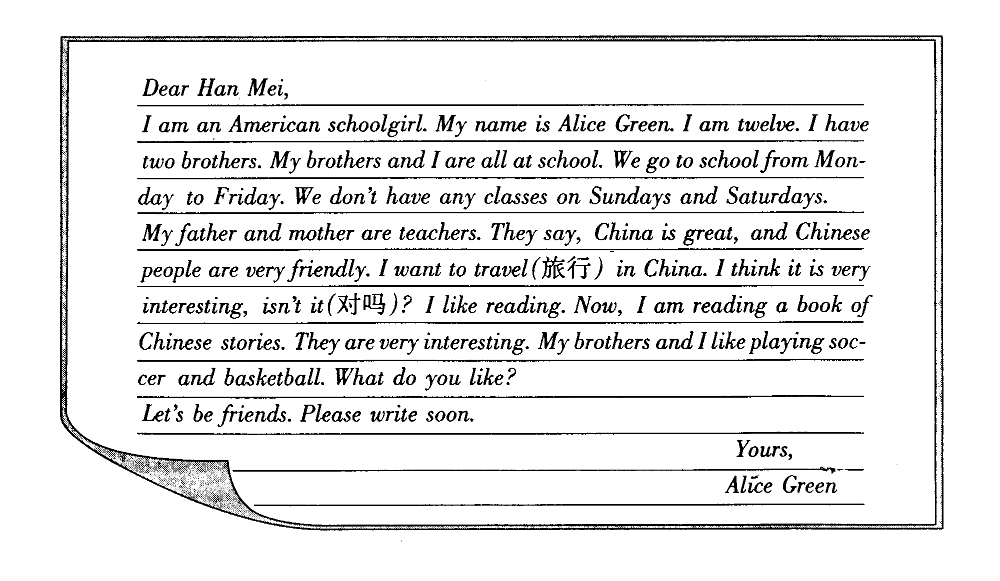 Dear Han Mei,
I am an American schoolgirl. My name is Alice Green. I am twelve. I have
two brothers. My brothers and I are all at school. We go to school from Mon-
day to Friday. We don't have any classes on Sundays and Saturdays.
My father and mother are teachers. They say, China is great, and Chinese
people are very friendly. I want to travel(旅行) in China. I think it is very
interesting, isn't it(对吗)? I like reading. Now, I am reading a book of
Chinese stories. They are very interesting. My brothers and I like playing soc-
cer and basketball. What do you like?
Let's be friends. Please write soon.
Yours,
Alice Green